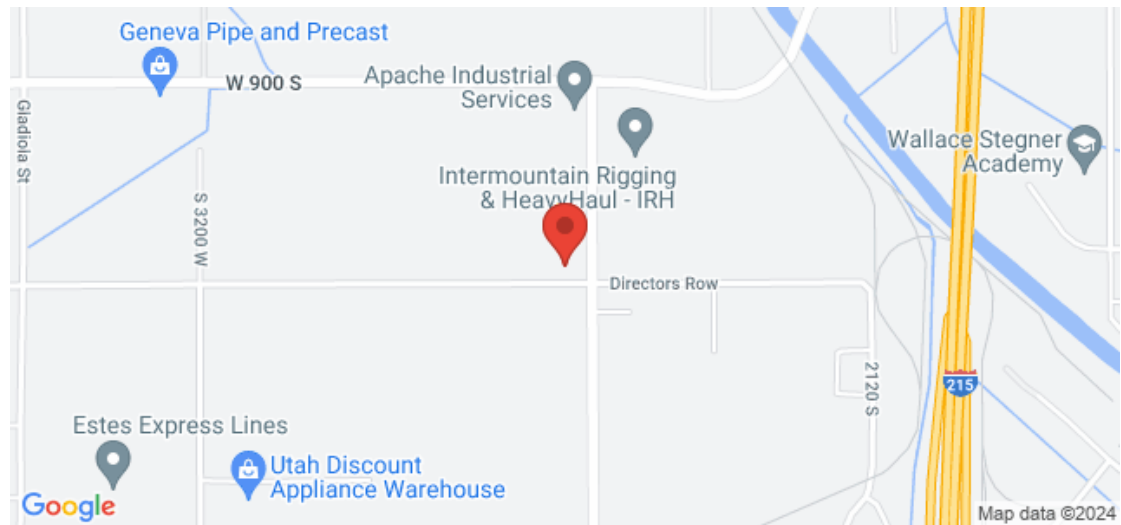 Geneva Pipe and Precast
W 900 S
Apache Industrial
Services
Gladiola St
Wallace Stegner
Academy
Intermountain Rigging
& HeavyHaul - IRH
S 3200 W
Directors Row
2120 S
215
Estes Express Lines
Utah Discount
Appliance Warehouse
Google
Map data ©2024